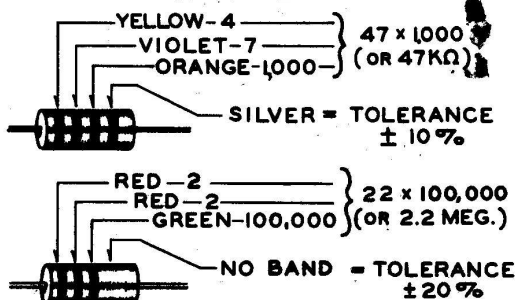 YELLOW-4
VIOLET-7
ORANGE-1,000
47 x 1,000
(OR 47KΩ)
SILVER = TOLERANCE
± 10%
RED-2
RED-2
GREEN-100,000
22 x 100,000
(OR 2.2 MEG.)
NO BAND = TOLERANCE
± 20%